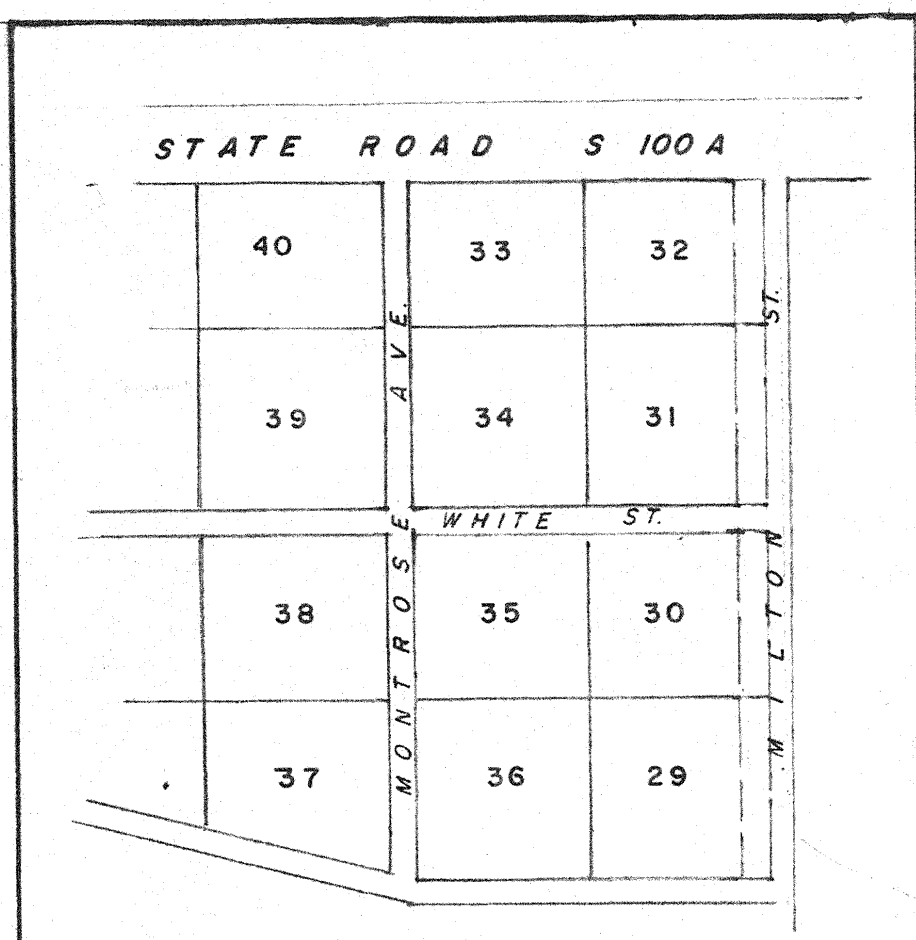 STATE ROAD S 100 A
40 33 32
39 34 31
WHITE ST.
38 35 30
37 36 29
MONTROSE AVE.
MILTON ST.